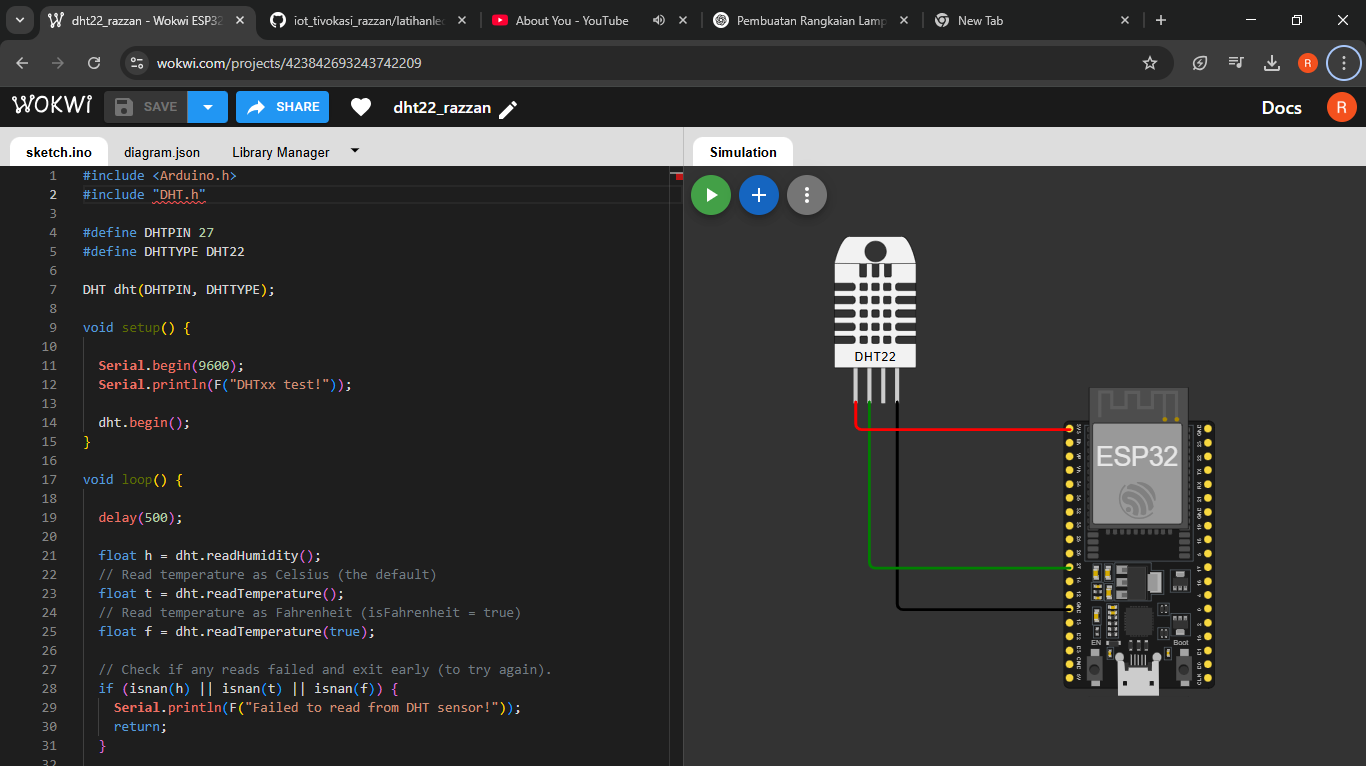 dht22_razzan - Wokwi ESP32
iot_tivokasi_razzan/latihanled
About You - YouTube
Pembuatan Rangkaian Lamp
New Tab
wokwi.com/projects/423842693243742209
R
WOKWI
SAVE
SHARE
dht22_razzan
Docs
R
sketch.ino
diagram.json
Library Manager
Simulation
1 #include <Arduino.h>
2 #include "DHT.h"
3
4 #define DHTPIN 27
5 #define DHTTYPE DHT22
6
7 DHT dht(DHTPIN, DHTTYPE);
8
9 void setup() {
10
11 Serial.begin(9600);
12 Serial.println(F("DHTxx test!"));
13
14 dht.begin();
15 }
16
17 void loop() {
18
19 delay(500);
20
21 float h = dht.readHumidity();
22 // Read temperature as Celsius (the default)
23 float t = dht.readTemperature();
24 // Read temperature as Fahrenheit (isFahrenheit = true)
25 float f = dht.readTemperature(true);
26
27 // Check if any reads failed and exit early (to try again).
28 if (isnan(h) || isnan(t) || isnan(f)) {
29 Serial.println(F("Failed to read from DHT sensor!"));
30 return;
31 }
32
DHT22
ESP32
EN
Boot